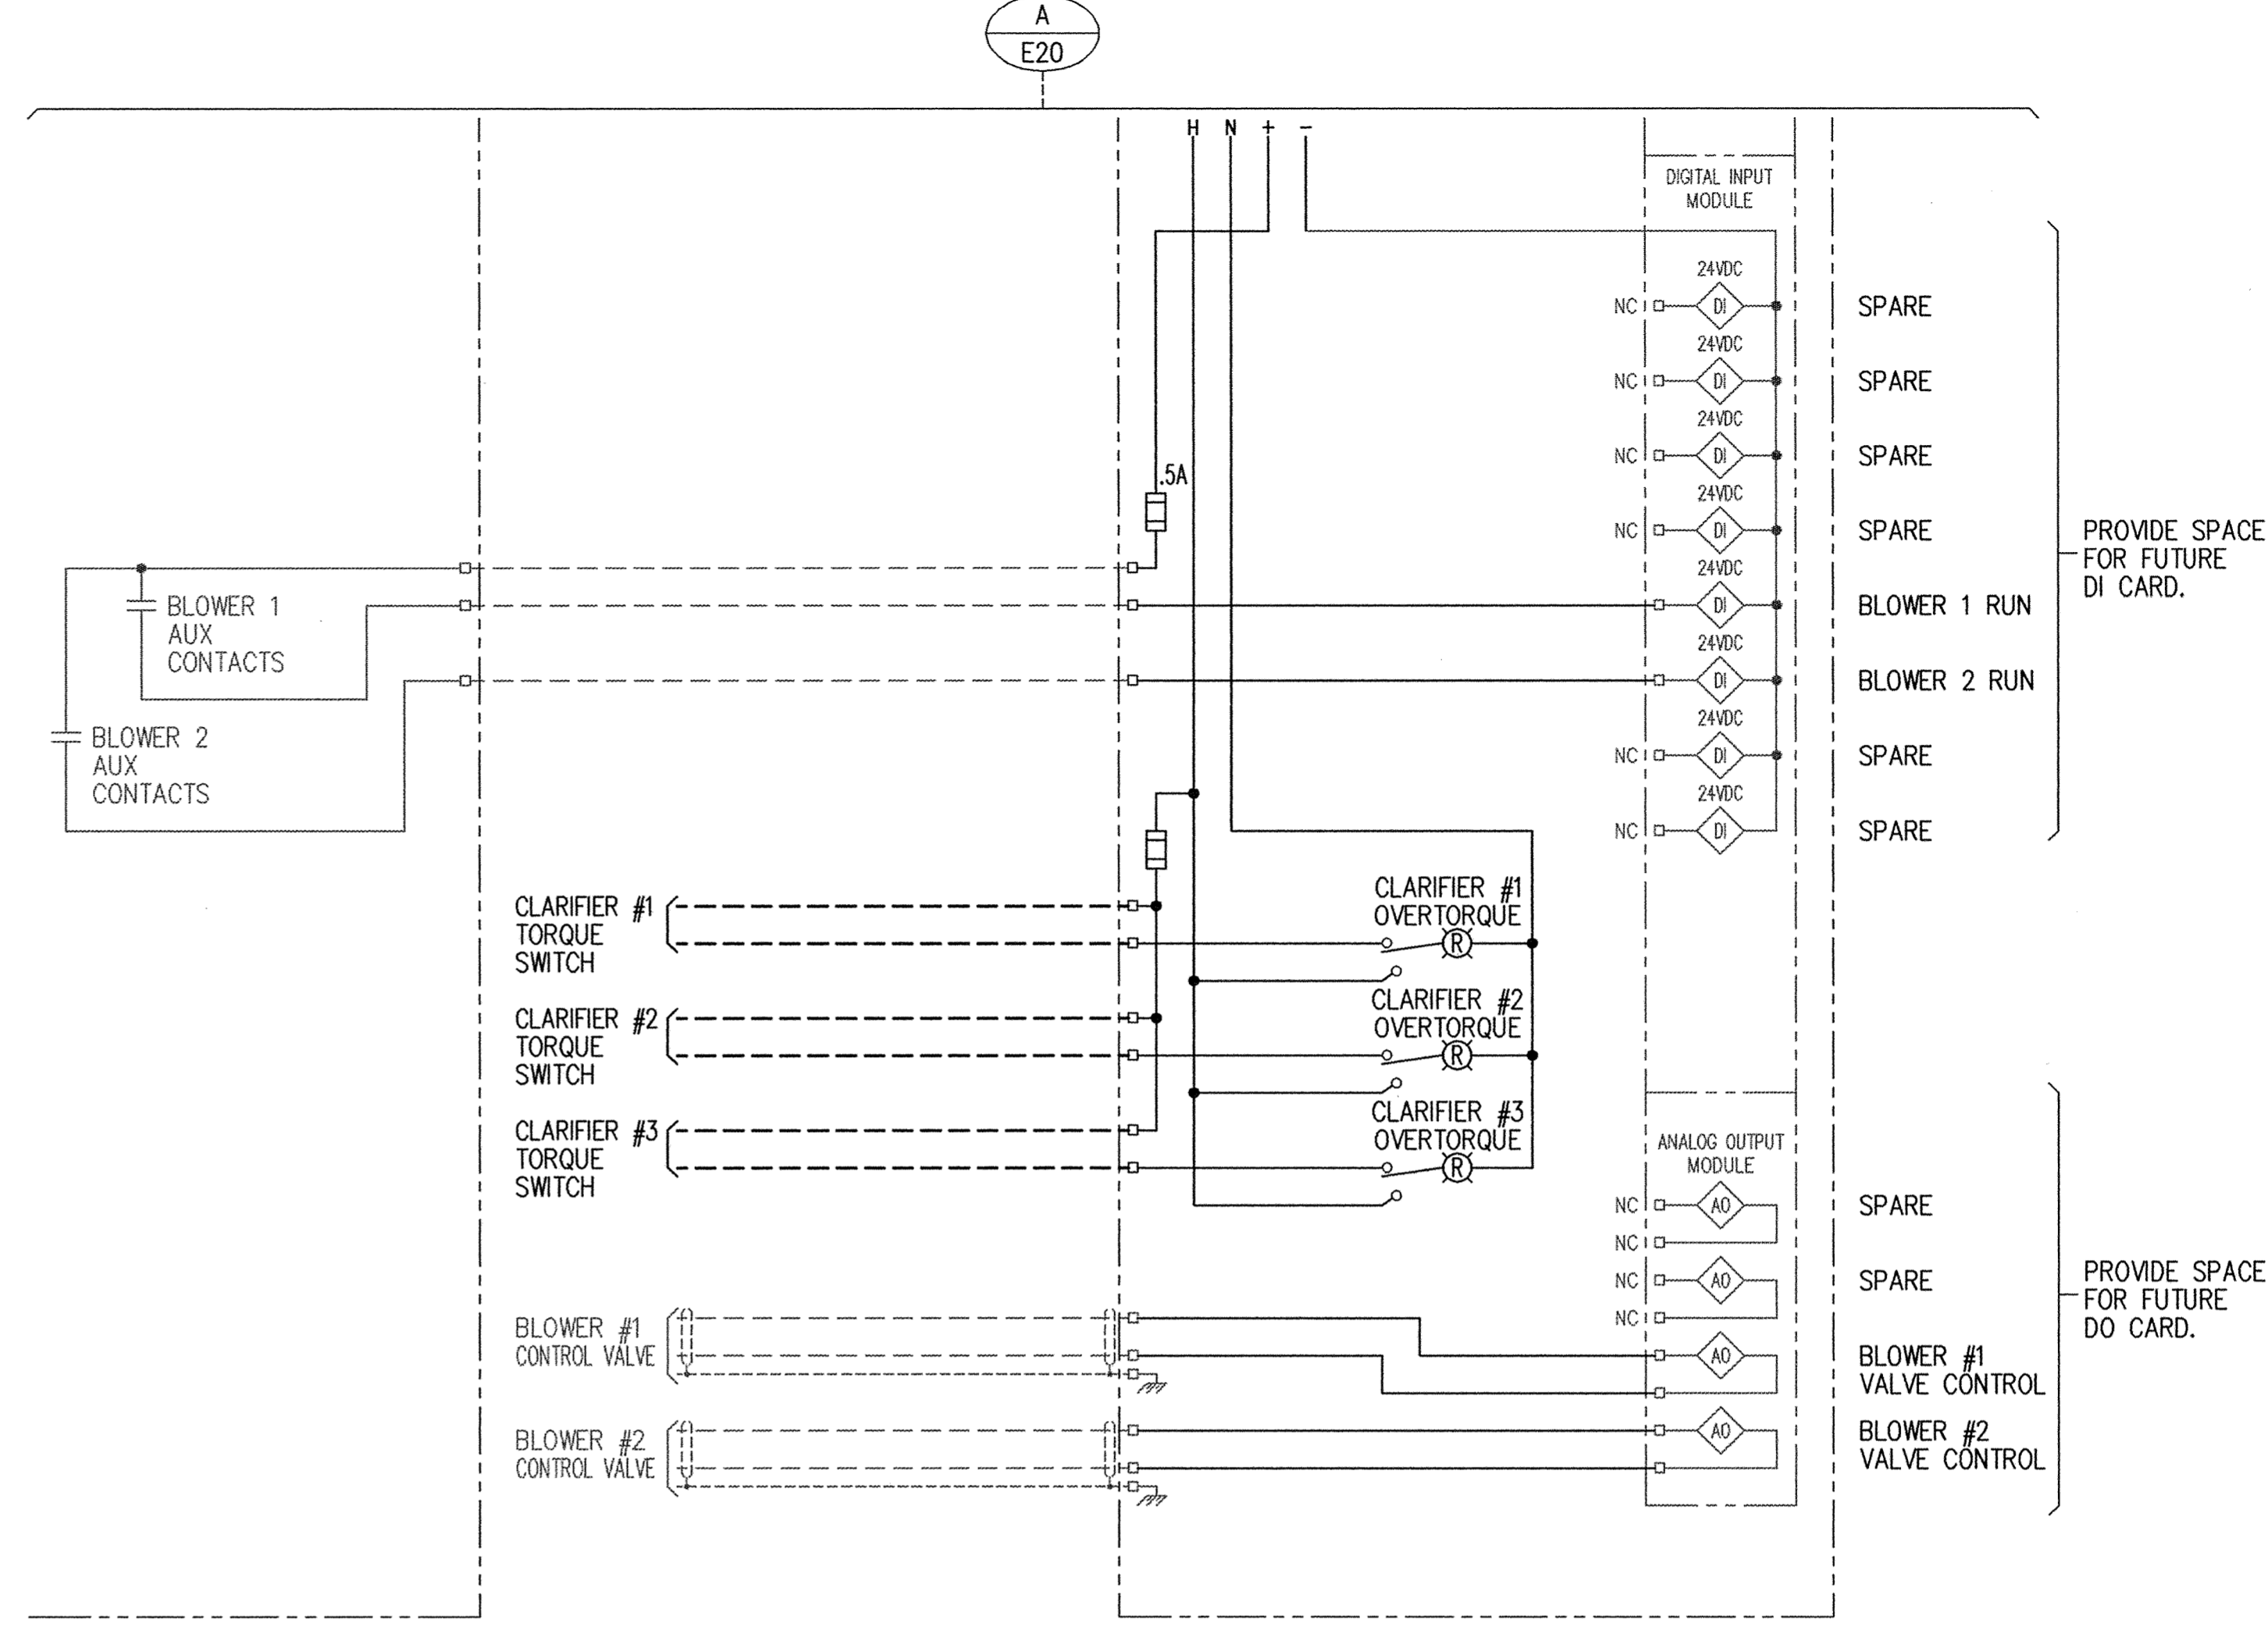 A
E20
H N + −
DIGITAL INPUT
MODULE
24VDC
NC DI SPARE
24VDC
NC DI SPARE
24VDC
NC DI SPARE
.5A
24VDC
NC DI SPARE
PROVIDE SPACE
FOR FUTURE
DI CARD.
24VDC
BLOWER 1
AUX
CONTACTS
DI BLOWER 1 RUN
24VDC
DI BLOWER 2 RUN
24VDC
BLOWER 2
AUX
CONTACTS
NC DI SPARE
24VDC
NC DI SPARE
CLARIFIER #1
TORQUE
SWITCH
CLARIFIER #1
OVERTORQUE
R
CLARIFIER #2
TORQUE
SWITCH
CLARIFIER #2
OVERTORQUE
R
CLARIFIER #3
TORQUE
SWITCH
CLARIFIER #3
OVERTORQUE
R
ANALOG OUTPUT
MODULE
NC AO SPARE
NC
NC AO SPARE
NC
PROVIDE SPACE
FOR FUTURE
DO CARD.
BLOWER #1
CONTROL VALVE
AO
BLOWER #1
VALVE CONTROL
BLOWER #2
CONTROL VALVE
AO
BLOWER #2
VALVE CONTROL